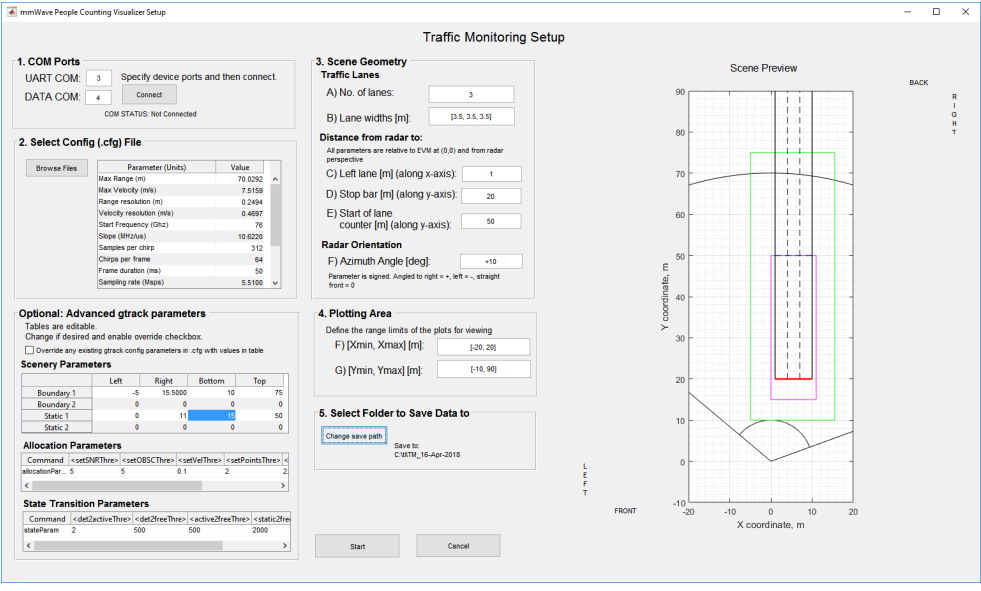 mmWave People Counting Visualizer Setup
Traffic Monitoring Setup
1. COM Ports
UART COM: 3 Specify device ports and then connect.
DATA COM: 4 Connect
COM STATUS: Not Connected
2. Select Config (.cfg) File
Browse Files
Parameter (Units) Value
Max Range (m) 70.0292
Max Velocity (m/s) 7.5159
Range resolution (m) 0.2494
Velocity resolution (m/s) 0.4697
Start Frequency (Ghz) 76
Slope (MHz/us) 10.6220
Samples per chirp 312
Chirps per frame 64
Frame duration (ms) 50
Sampling rate (Msps) 5.5100
Optional: Advanced gtrack parameters
Tables are editable.
Change if desired and enable override checkbox.
Override any existing gtrack config parameters in .cfg with values in table
Scenery Parameters
Left Right Bottom Top
Boundary 1 -5 15.5000 10 75
Boundary 2 0 0 0 0
Static 1 0 11 15 50
Static 2 0 0 0 0
Allocation Parameters
Command <setSNRThre> <setOBSCThre> <setVelThre> <setPointsThre> <
allocationPar... 5 5 0.1 2 2.
State Transition Parameters
Command <det2activeThre> <det2freeThre> <active2freeThre> <static2free
stateParam 2 500 500 2000
3. Scene Geometry
Traffic Lanes
A) No. of lanes: 3
B) Lane widths [m]: [3.5, 3.5, 3.5]
Distance from radar to:
All parameters are relative to EVM at (0,0) and from radar
perspective
C) Left lane [m] (along x-axis): 1
D) Stop bar [m] (along y-axis): 20
E) Start of lane
counter [m] (along y-axis): 50
Radar Orientation
F) Azimuth Angle [deg]: +10
Parameter is signed. Angled to right = +, left = -, straight
front = 0
4. Plotting Area
Define the range limits of the plots for viewing
F) [Xmin, Xmax] [m]: [-20, 20]
G) [Ymin, Ymax] [m]: [-10, 90]
5. Select Folder to Save Data to
Change save path
Save to:
C:\ti\TM_16-Apr-2018
Start Cancel
Scene Preview
BACK
RIGHT
LEFT
FRONT
90
80
70
60
50
40
30
20
10
0
-10
Y coordinate, m
-20 -10 0 10 20
X coordinate, m